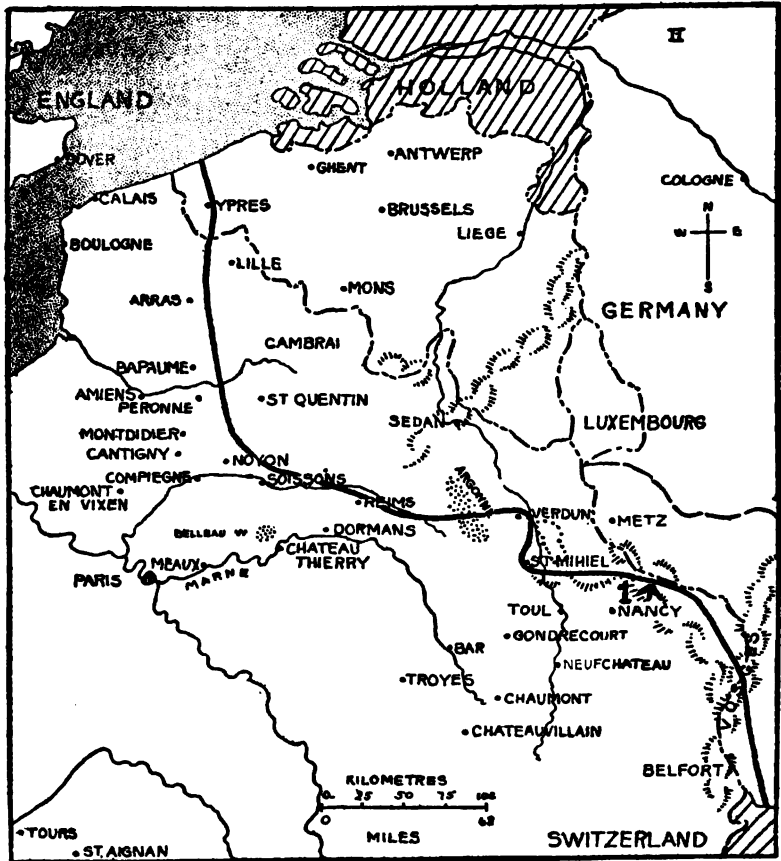 II
ENGLAND
HOLLAND
DOVER
GHENT
ANTWERP
COLOGNE
CALAIS
YPRES
BRUSSELS
N
W E
S
BOULOGNE
LIEGE
LILLE
MONS
ARRAS
GERMANY
CAMBRAI
BAPAUME
AMIENS
PERONNE
ST QUENTIN
SEDAN
LUXEMBOURG
MONTDIDIER
CANTIGNY
NOYON
COMPIEGNE
SOISSONS
ARGONNE
CHAUMONT
EN VIXEN
REIMS
VERDUN
METZ
BELLEAU W
DORMANS
CHATEAU
THIERRY
MEAUX
PARIS
MARNE
ST MIHIEL
I
TOUL
NANCY
GONDRECOURT
BAR
NEUFCHATEAU
VOSGES
TROYES
CHAUMONT
CHATEAUVILLAIN
BELFORT
KILOMETRES
0 25 50 75 100
0 62
MILES
TOURS
ST. AIGNAN
SWITZERLAND